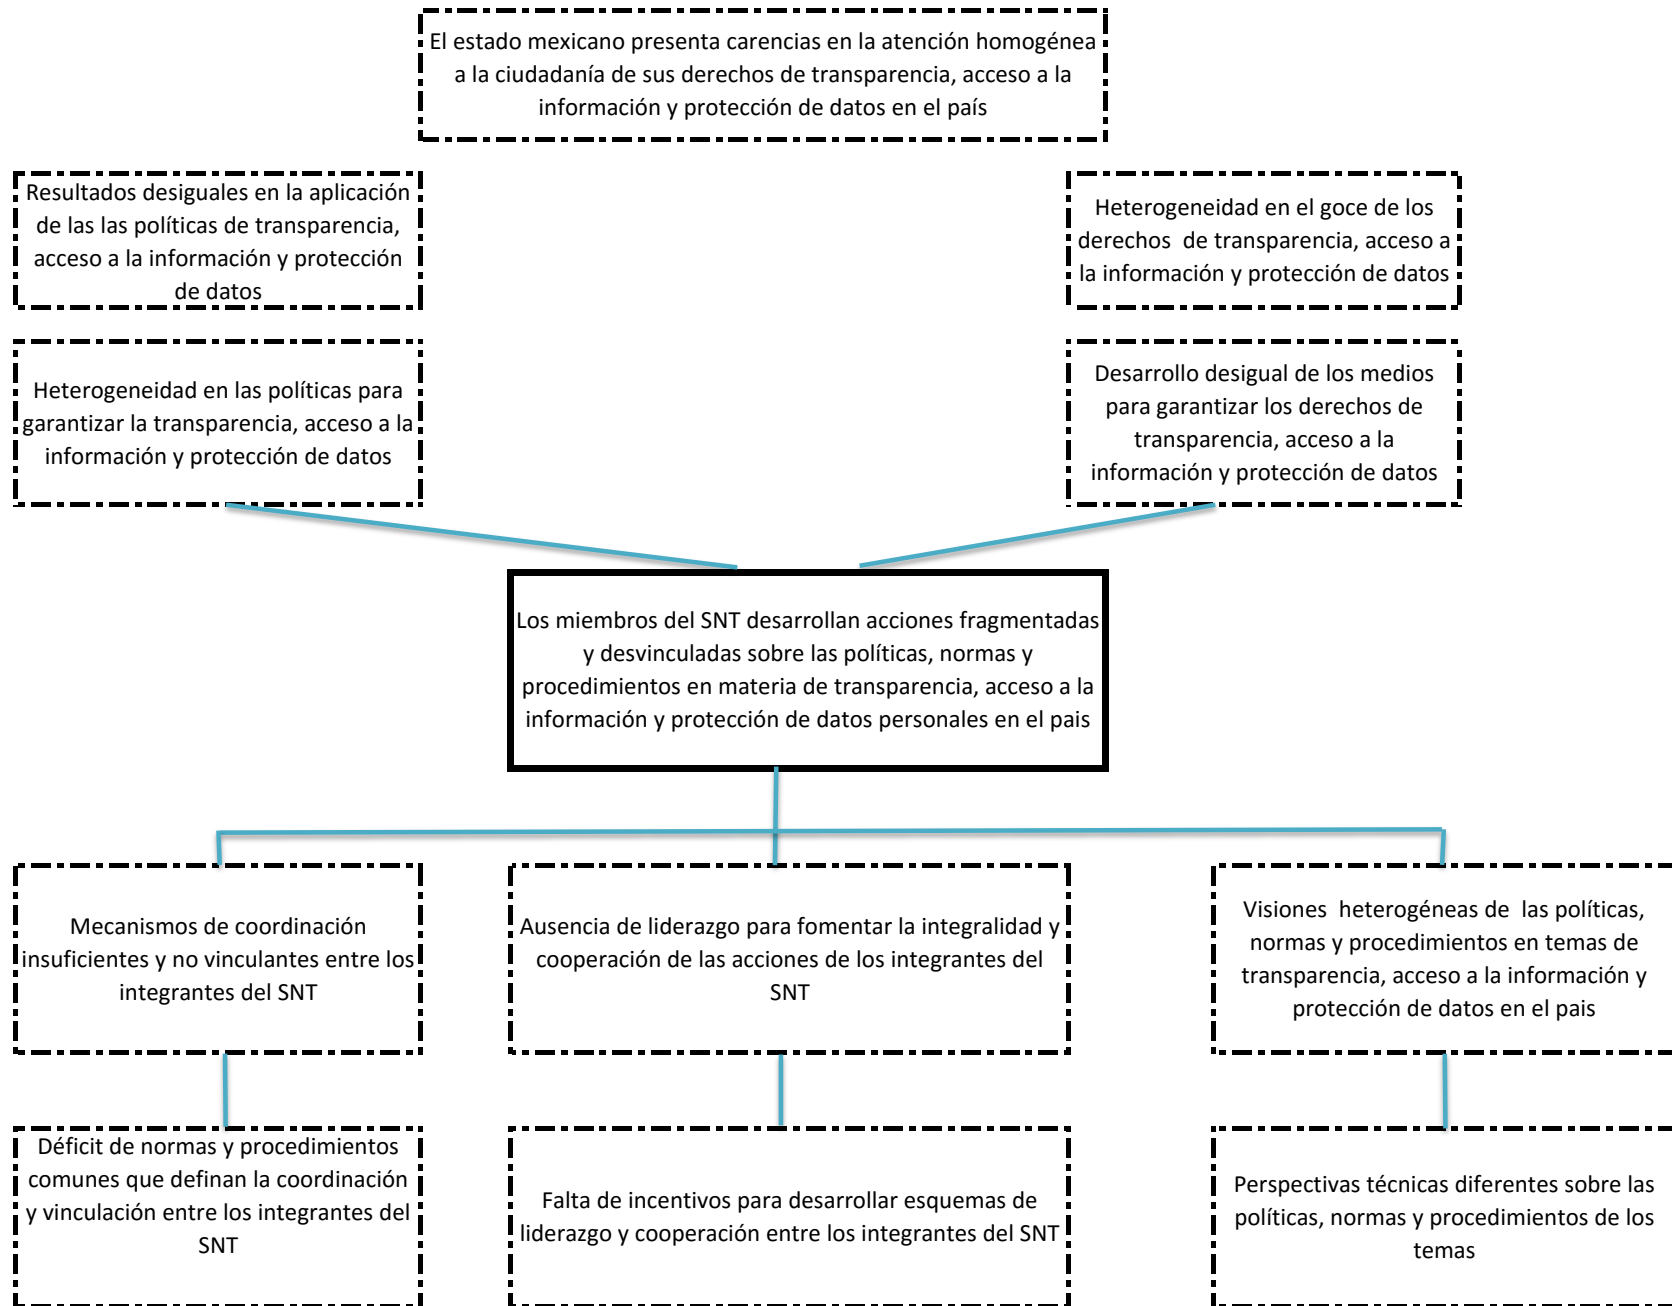 El estado mexicano presenta carencias en la atención homogénea
a la ciudadanía de sus derechos de transparencia, acceso a la
información y protección de datos en el país
Resultados desiguales en la aplicación
de las las políticas de transparencia,
acceso a la información y protección
de datos
Heterogeneidad en el goce de los
derechos de transparencia, acceso a
la información y protección de datos
Heterogeneidad en las políticas para
garantizar la transparencia, acceso a la
información y protección de datos
Desarrollo desigual de los medios
para garantizar los derechos de
transparencia, acceso a la
información y protección de datos
Los miembros del SNT desarrollan acciones fragmentadas
y desvinculadas sobre las políticas, normas y
procedimientos en materia de transparencia, acceso a la
información y protección de datos personales en el pais
Mecanismos de coordinación
insuficientes y no vinculantes entre los
integrantes del SNT
Ausencia de liderazgo para fomentar la integralidad y
cooperación de las acciones de los integrantes del
SNT
Visiones heterogéneas de las políticas,
normas y procedimientos en temas de
transparencia, acceso a la información y
protección de datos en el pais
Déficit de normas y procedimientos
comunes que definan la coordinación
y vinculación entre los integrantes del
SNT
Falta de incentivos para desarrollar esquemas de
liderazgo y cooperación entre los integrantes del SNT
Perspectivas técnicas diferentes sobre las
políticas, normas y procedimientos de los
temas